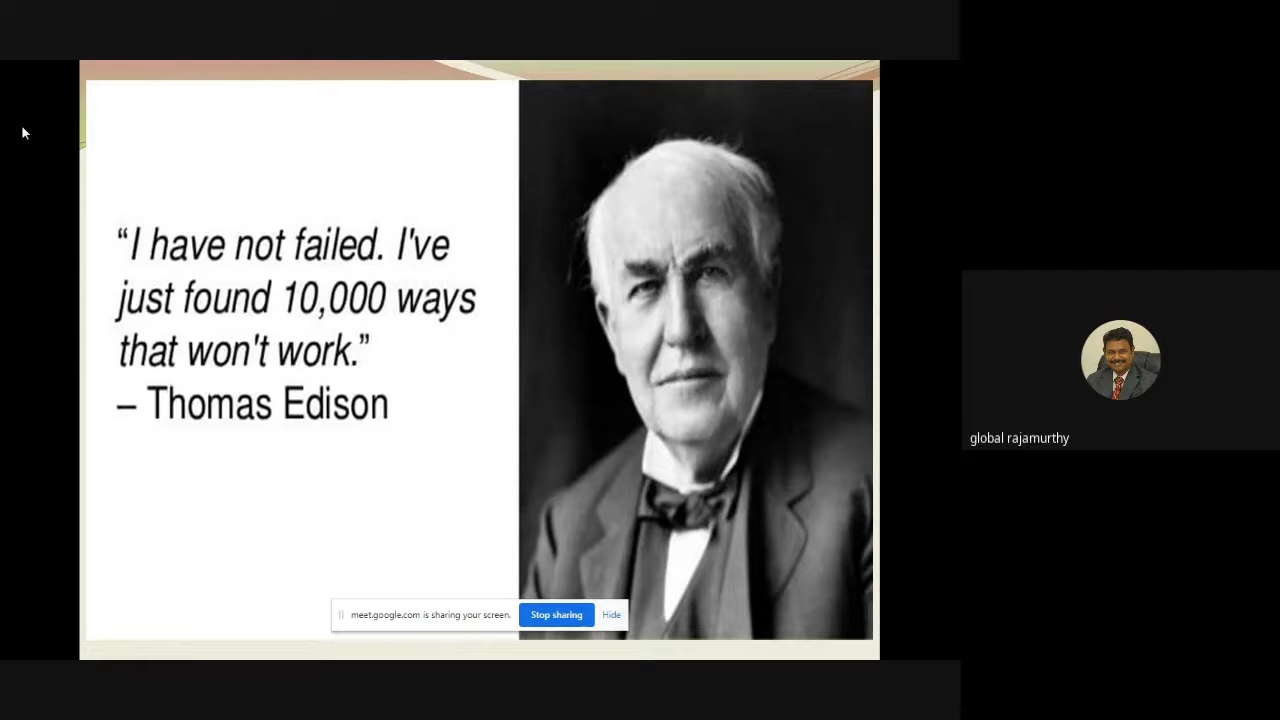 “I have not failed. I've
just found 10,000 ways
that won't work.”
– Thomas Edison
meet.google.com is sharing your screen.
Stop sharing
Hide
global rajamurthy